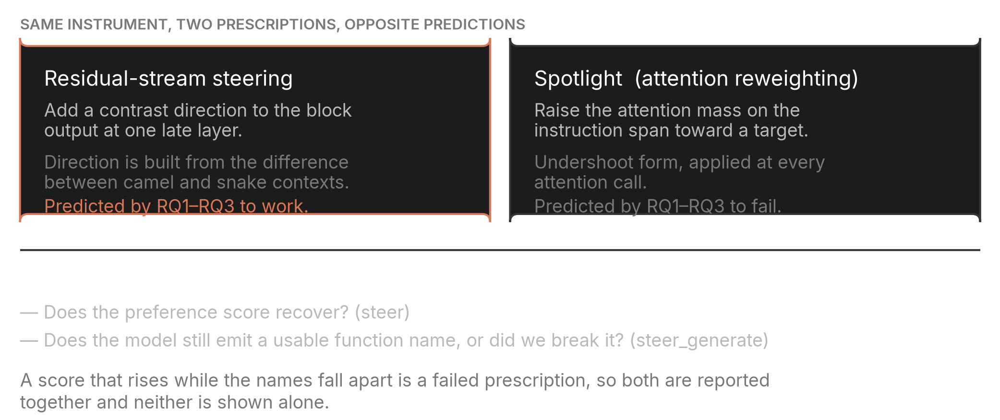 SAME INSTRUMENT, TWO PRESCRIPTIONS, OPPOSITE PREDICTIONS
Residual-stream steering
Add a contrast direction to the block
output at one late layer.
Direction is built from the difference
between camel and snake contexts.
Predicted by RQ1–RQ3 to work.
Spotlight (attention reweighting)
Raise the attention mass on the
instruction span toward a target.
Undershoot form, applied at every
attention call.
Predicted by RQ1–RQ3 to fail.
— Does the preference score recover? (steer)
— Does the model still emit a usable function name, or did we break it? (steer_generate)
A score that rises while the names fall apart is a failed prescription, so both are reported
together and neither is shown alone.